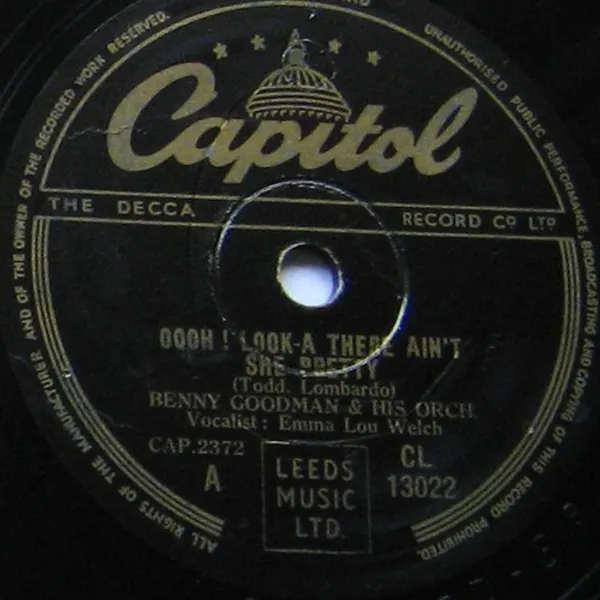 Capitol
THE DECCA RECORD Co LTD
OOOH! LOOK-A THERE AIN'T
SHE PRETTY
(Todd. Lombardo)
BENNY GOODMAN & HIS ORCH.
Vocalist: Emma Lou Welch
CAP.2372
A
LEEDS
MUSIC
LTD.
CL
13022
ALL RIGHTS OF THE MANUFACTURER AND OF THE OWNER OF THE RECORDED WORK RESERVED.
UNAUTHORISED PUBLIC PERFORMANCE, BROADCASTING AND COPYING OF THIS RECORD PROHIBITED.